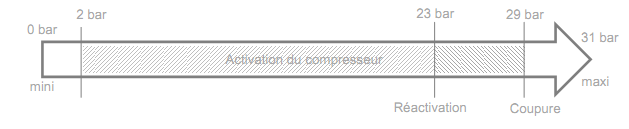 2 bar
23 bar
29 bar
0 bar
31 bar
Activation du compresseur
mini
maxi
Réactivation
Coupure